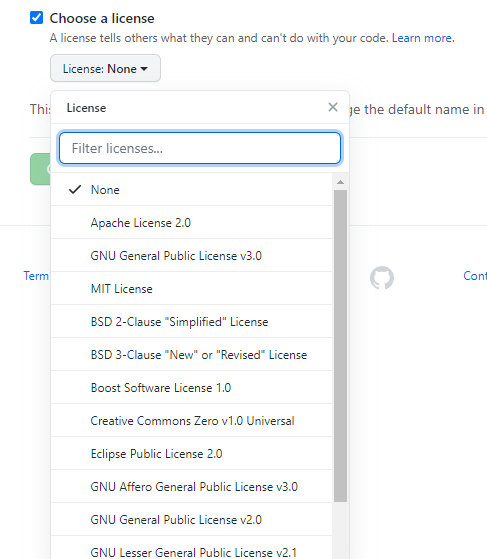 Choose a license
A license tells others what they can and can't do with your code. Learn more.
License: None
License
This
ge the default name in
Filter licenses...
None
Apache License 2.0
GNU General Public License v3.0
Term
Cont
MIT License
BSD 2-Clause "Simplified" License
BSD 3-Clause "New" or "Revised" License
Boost Software License 1.0
Creative Commons Zero v1.0 Universal
Eclipse Public License 2.0
GNU Affero General Public License v3.0
GNU General Public License v2.0
GNU Lesser General Public License v2.1